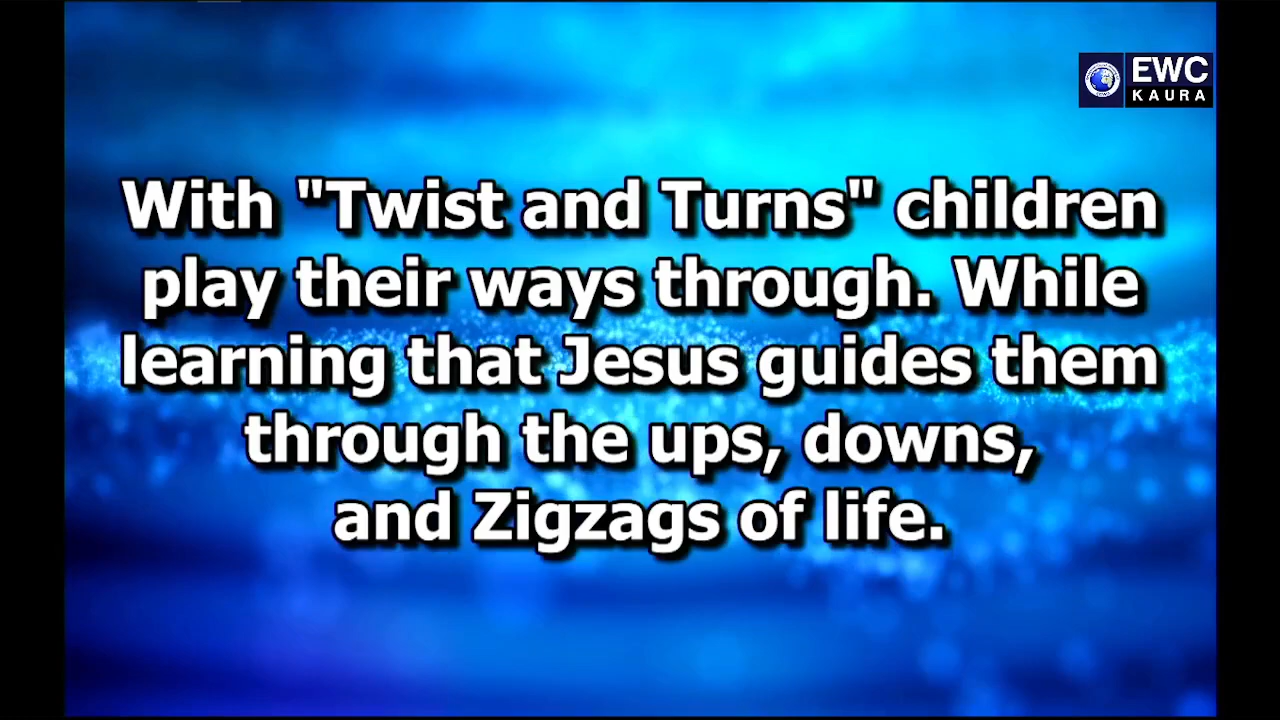 EWC
KAURA
With "Twist and Turns" children
play their ways through. While
learning that Jesus guides them
through the ups, downs,
and Zigzags of life.